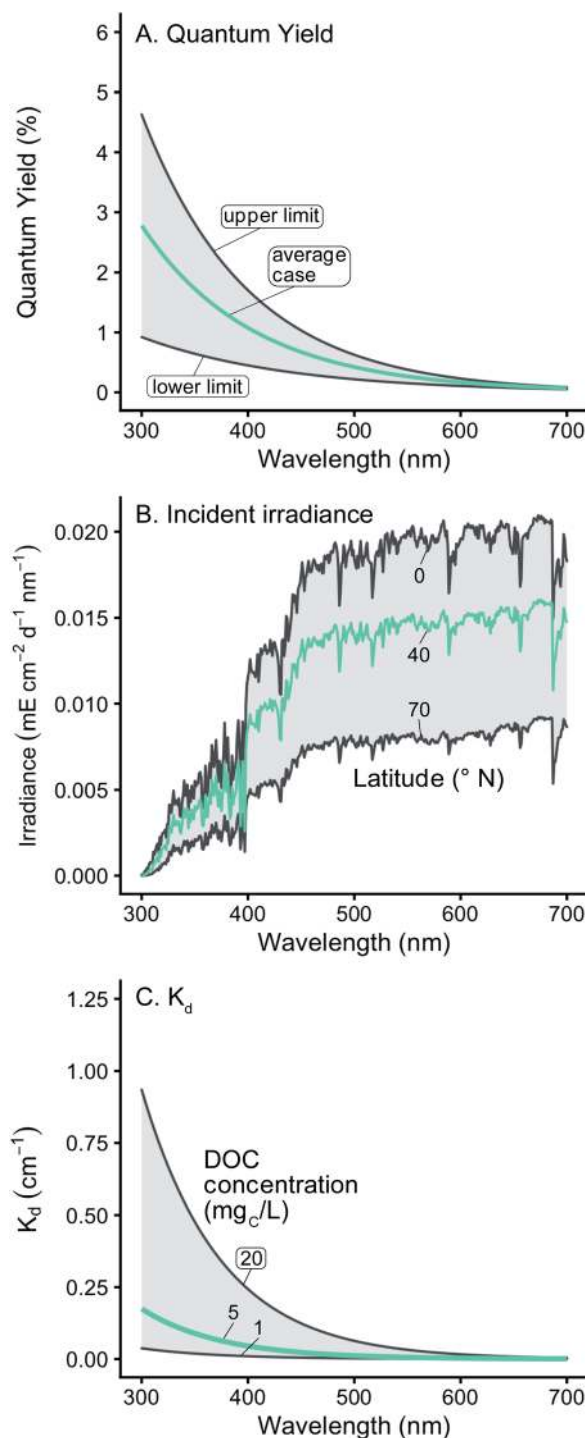 A. Quantum Yield
Quantum Yield (%)
6
5
4
3
2
1
0
upper limit
average
case
lower limit
300 400 500 600 700
Wavelength (nm)
B. Incident irradiance
Irradiance (mE cm⁻² d⁻¹ nm⁻¹)
0.020
0.015
0.010
0.005
0.000
0
40
70
Latitude (° N)
300 400 500 600 700
Wavelength (nm)
C. K_d
K_d (cm⁻¹)
1.25
1.00
0.75
0.50
0.25
0.00
DOC
concentration
(mg_C/L)
20
5
1
300 400 500 600 700
Wavelength (nm)